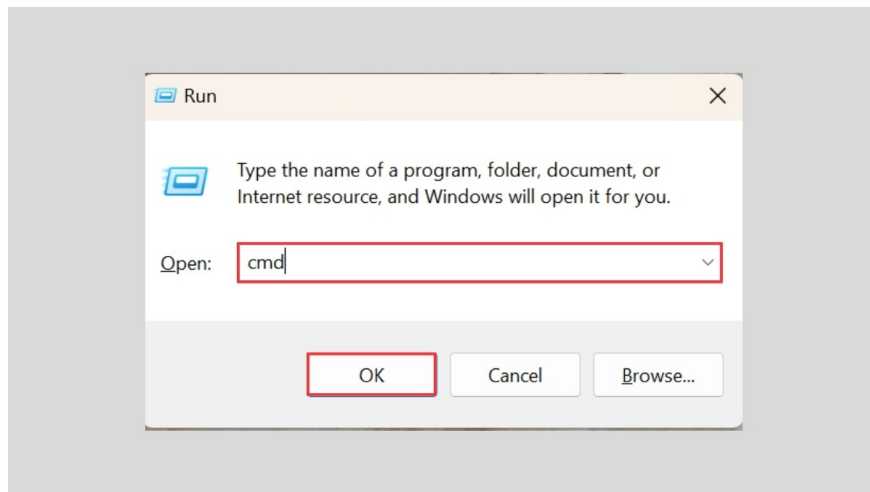 Run
Type the name of a program, folder, document, or
Internet resource, and Windows will open it for you.
Open: cmd
OK Cancel Browse...